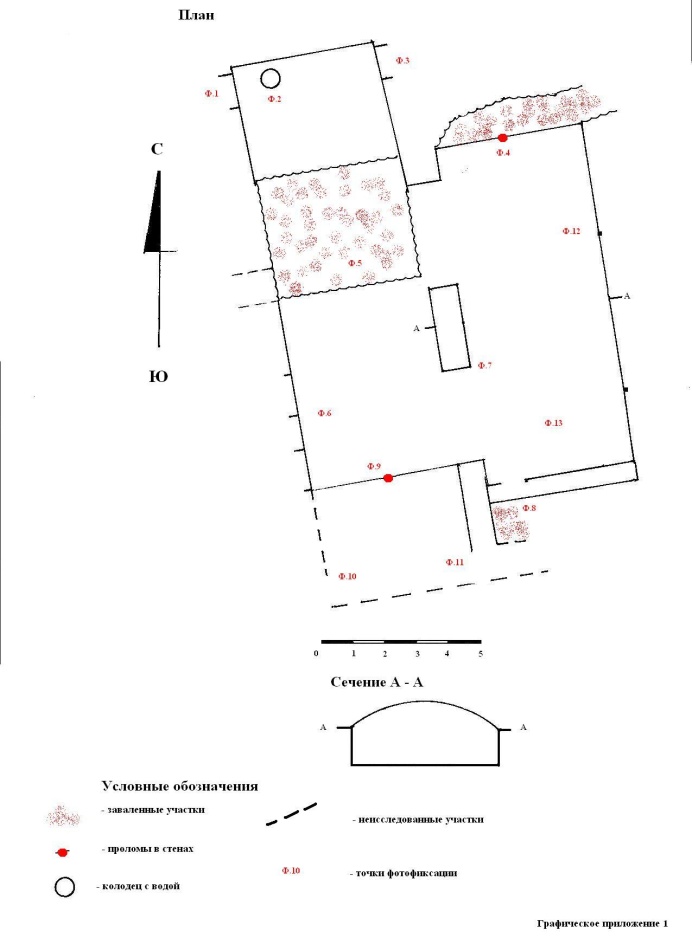 План
Ф.1
Ф.2
Ф.3
Ф.4
С
Ф.12
Ф.5
А
А
Ю
Ф.7
Ф.6
Ф.13
Ф.9
Ф.8
Ф.11
Ф.10
0 1 2 3 4 5
Сечение А - А
А А
Условные обозначения
- заваленные участки
- неисследованные участки
- проломы в стенах
Ф.10 - точки фотофиксации
- колодец с водой
Графическое приложение 1